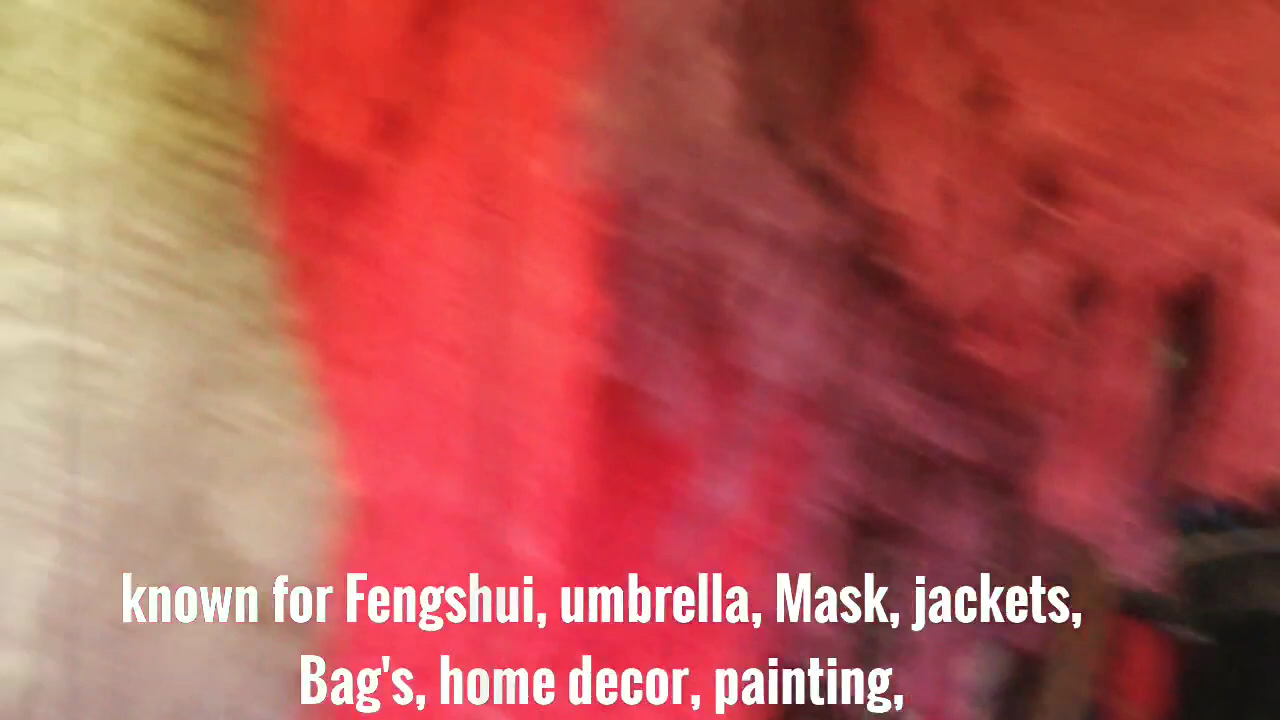 known for Fengshui, umbrella, Mask, jackets,
Bag's, home decor, painting,